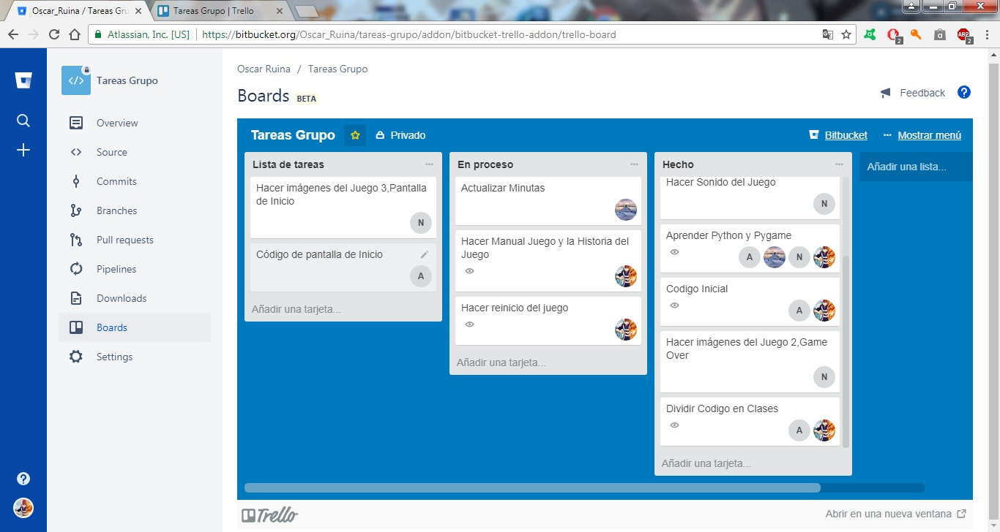 Oscar_Ruina / Tareas Gru
Tareas Grupo | Trello
Atlassian, Inc. [US]
https://bitbucket.org/Oscar_Ruina/tareas-grupo/addon/bitbucket-trello-addon/trello-board
2
a
ABP
2
Tareas Grupo
Overview
Source
Commits
Branches
Pull requests
Pipelines
Downloads
Boards
Settings
Oscar Ruina / Tareas Grupo
Boards BETA
Feedback
Tareas Grupo
Privado
Bitbucket
Mostrar menú
Lista de tareas
Hacer imágenes del Juego 3,Pantalla
de Inicio
N
Código de pantalla de Inicio
A
Añadir una tarjeta...
En proceso
Actualizar Minutas
Hacer Manual Juego y la Historia del
Juego
Hacer reinicio del juego
Añadir una tarjeta...
Hecho
Hacer Sonido del Juego
N
Aprender Python y Pygame
A N
Codigo Inicial
A
Hacer imágenes del Juego 2,Game
Over
N
Dividir Codigo en Clases
A
Añadir una tarjeta...
Añadir una lista...
Trello
Abrir en una nueva ventana